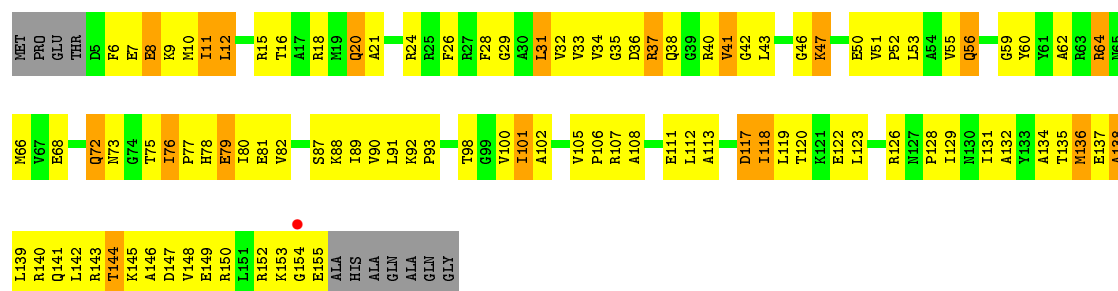 MET PRO GLU THR D5 F6 E7 E8 K9 M10 I11 L12 R15 T16 A17 R18 M19 Q20 A21 R24 R25 F26 R27 F28 G29 A30 L31 V32 V33 V34 G35 D36 R37 Q38 G39 R40 V41 G42 L43 G46 K47 E50 V51 P52 L53 A54 V55 Q56 G59 Y60 Y61 A62 R63 R64 N65
M66 V67 E68 Q72 N73 G74 T75 I76 P77 H78 E79 I80 E81 V82 S87 K88 I89 V90 L91 K92 P93 T98 G99 V100 I101 A102 V105 P106 R107 A108 E111 L112 A113 D117 I118 L119 T120 K121 E122 L123 R126 N127 P128 I129 N130 I131 A132 Y133 A134 T135 M136 E137 A138
L139 R140 Q141 L142 R143 T144 K145 A146 D147 V148 E149 R150 L151 R152 K153 G154 E155 ALA HIS ALA GLN ALA GLN GLY